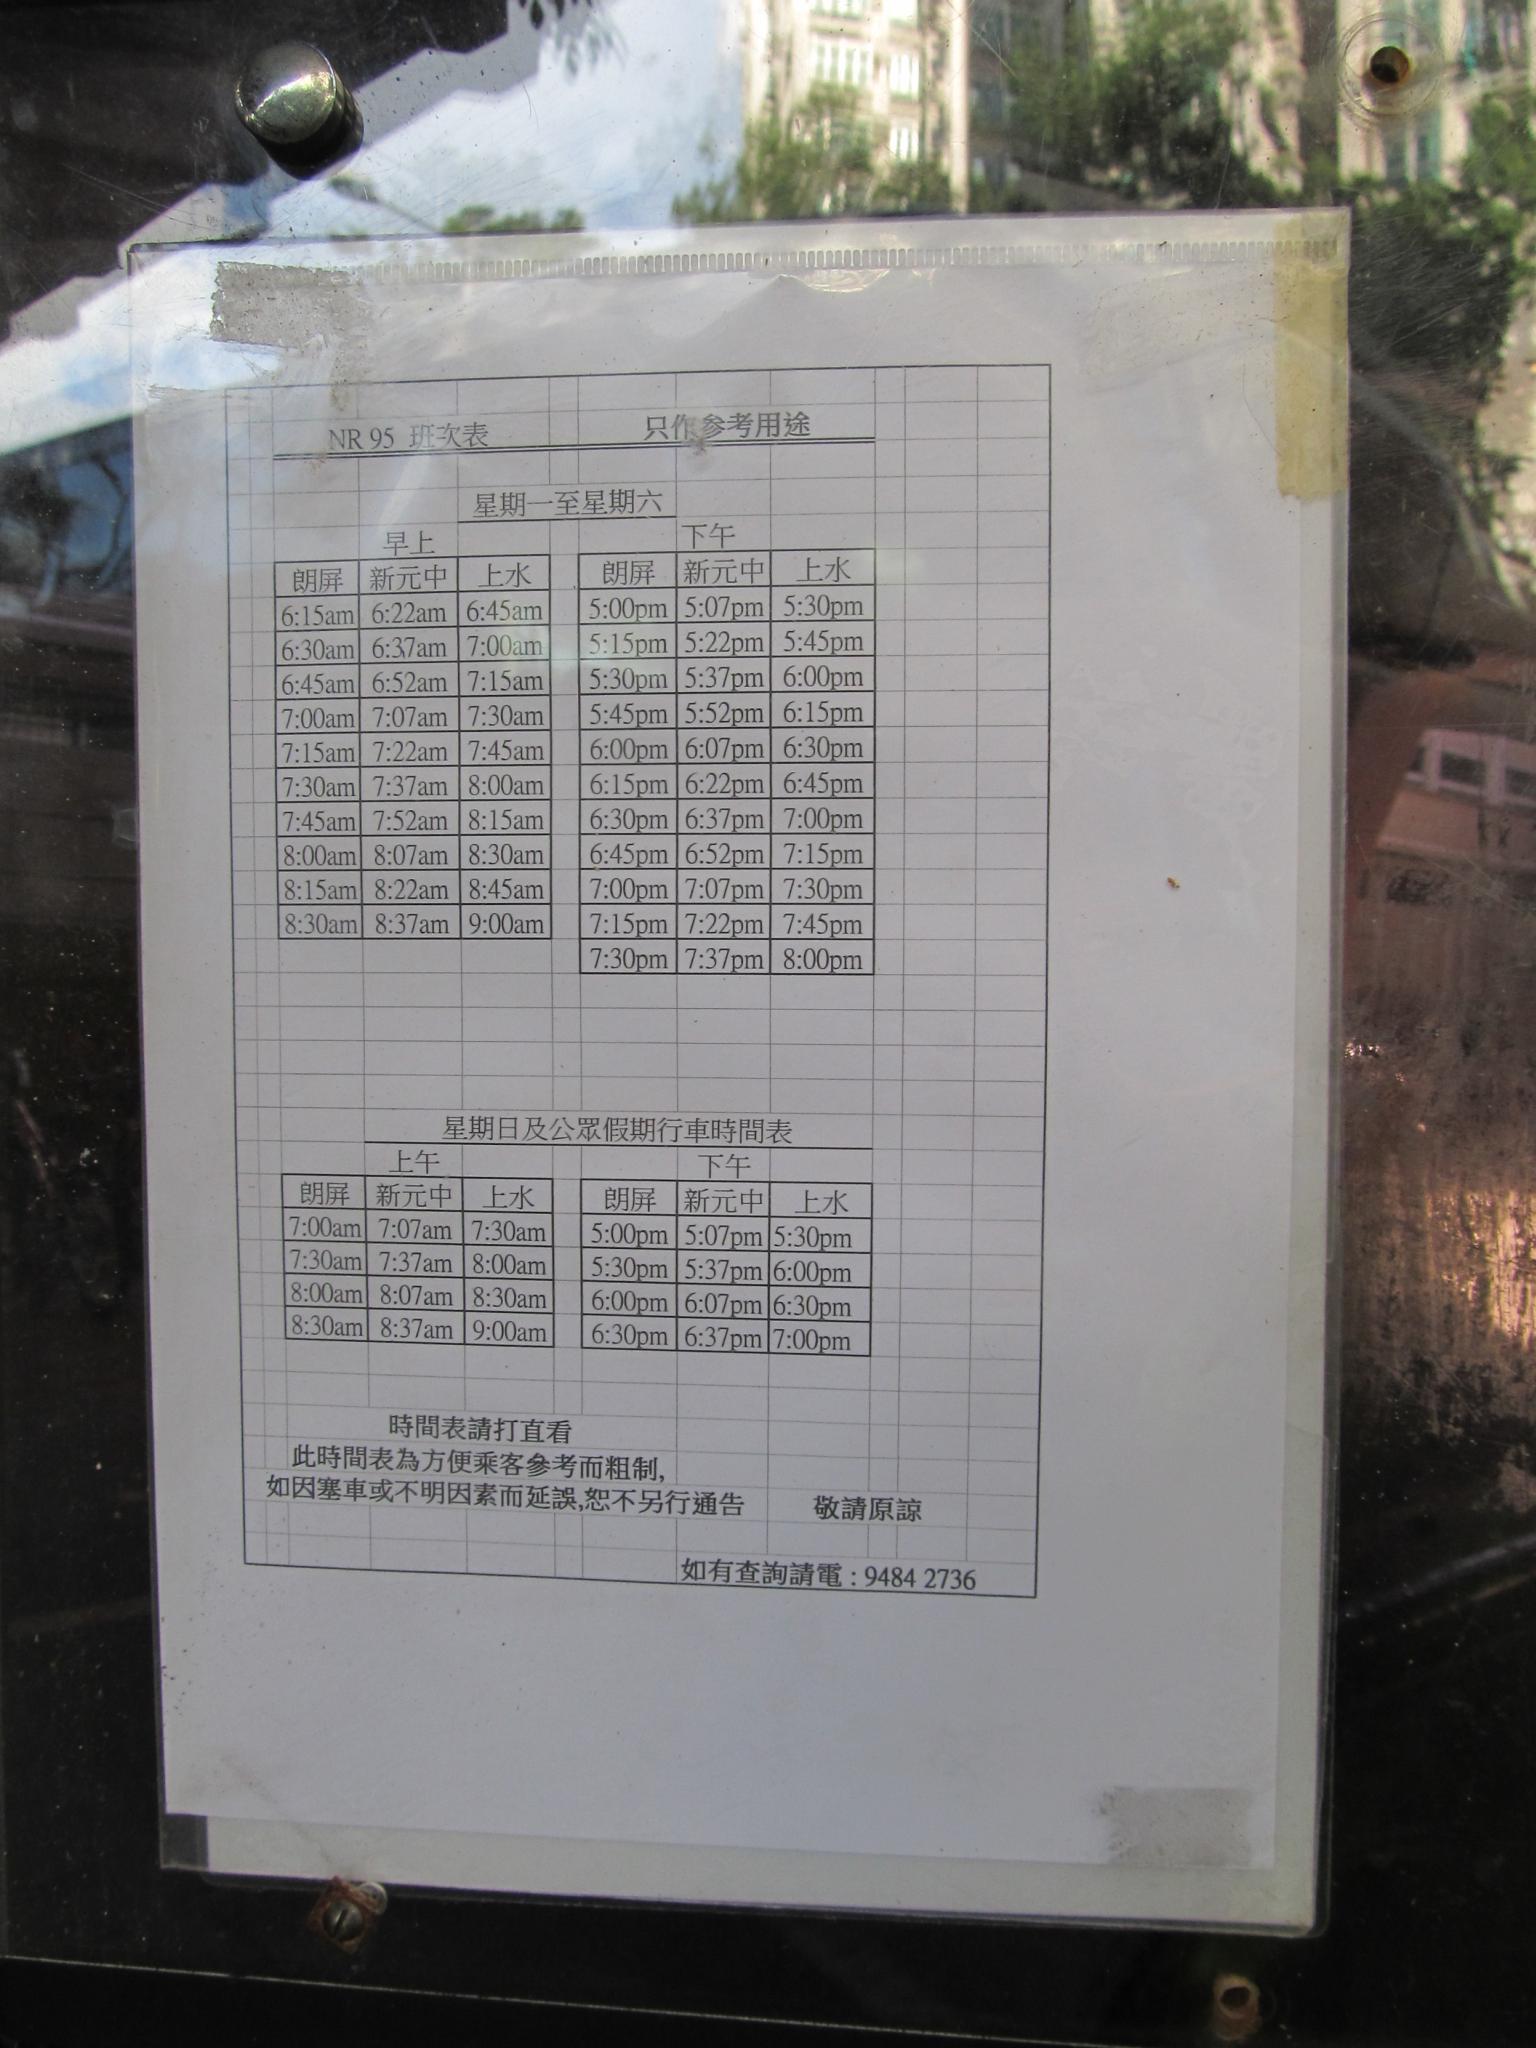 NR 95 班次表 只作參考用途
星期一至星期六
早上 下午
朗屏 新元中 上水 朗屏 新元中 上水
6:15am 6:22am 6:45am 5:00pm 5:07pm 5:30pm
6:30am 6:37am 7:00am 5:15pm 5:22pm 5:45pm
6:45am 6:52am 7:15am 5:30pm 5:37pm 6:00pm
7:00am 7:07am 7:30am 5:45pm 5:52pm 6:15pm
7:15am 7:22am 7:45am 6:00pm 6:07pm 6:30pm
7:30am 7:37am 8:00am 6:15pm 6:22pm 6:45pm
7:45am 7:52am 8:15am 6:30pm 6:37pm 7:00pm
8:00am 8:07am 8:30am 6:45pm 6:52pm 7:15pm
8:15am 8:22am 8:45am 7:00pm 7:07pm 7:30pm
8:30am 8:37am 9:00am 7:15pm 7:22pm 7:45pm
7:30pm 7:37pm 8:00pm
星期日及公眾假期行車時間表
上午 下午
朗屏 新元中 上水 朗屏 新元中 上水
7:00am 7:07am 7:30am 5:00pm 5:07pm 5:30pm
7:30am 7:37am 8:00am 5:30pm 5:37pm 6:00pm
8:00am 8:07am 8:30am 6:00pm 6:07pm 6:30pm
8:30am 8:37am 9:00am 6:30pm 6:37pm 7:00pm
時間表請打直看
此時間表為方便乘客參考而粗制,
如因塞車或不明因素而延誤,恕不另行通告 敬請原諒
如有查詢請電 : 9484 2736